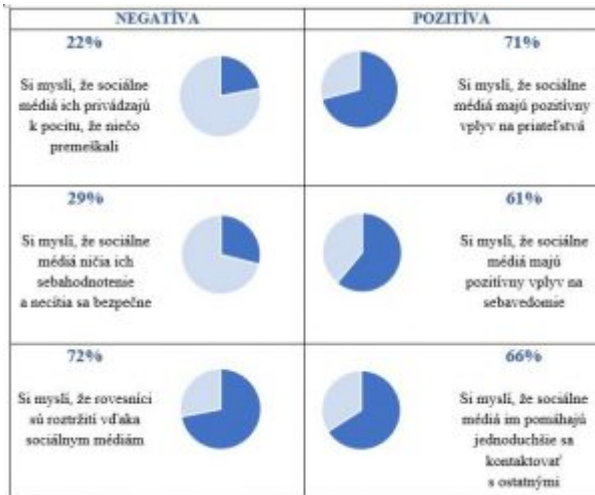 NEGATÍVA
POZITÍVA
22%
Si myslí, že sociálne
médiá ich privádzajú
k pocitu, že niečo
premeškali
71%
Si myslí, že sociálne
médiá majú pozitívny
vplyv na priateľstvá
29%
Si myslí, že sociálne
médiá ničia ich
sebahodnotenie
a necítia sa bezpečne
61%
Si myslí, že sociálne
médiá majú
pozitívny vplyv na
sebavedomie
72%
Si myslí, že rovesníci
sú roztržití vďaka
sociálnym médiám
66%
Si myslí, že sociálne
médiá im pomáhajú
jednoduchšie sa
kontaktovať
s ostatnými